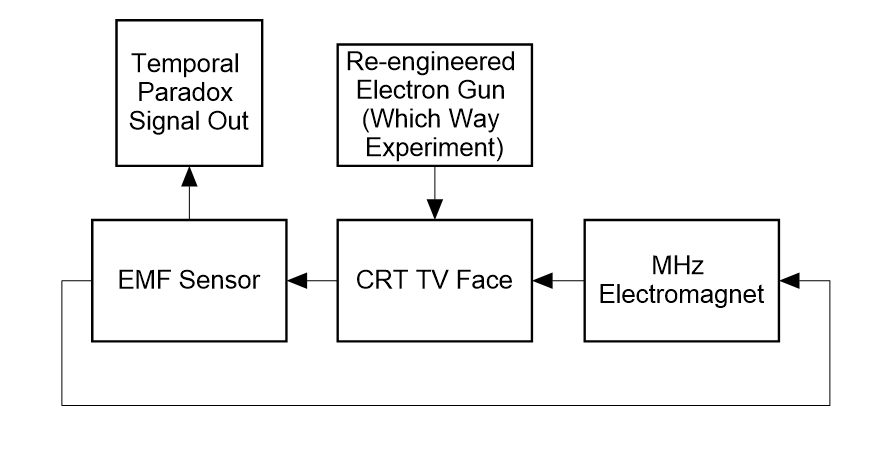 Temporal
Paradox
Signal Out
Re-engineered
Electron Gun
(Which Way
Experiment)
EMF Sensor
CRT TV Face
MHz
Electromagnet